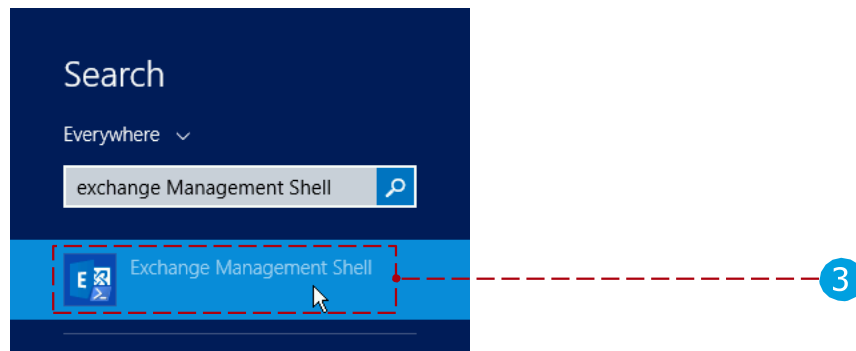 Search
Everywhere
exchange Management Shell
E
Exchange Management Shell
3